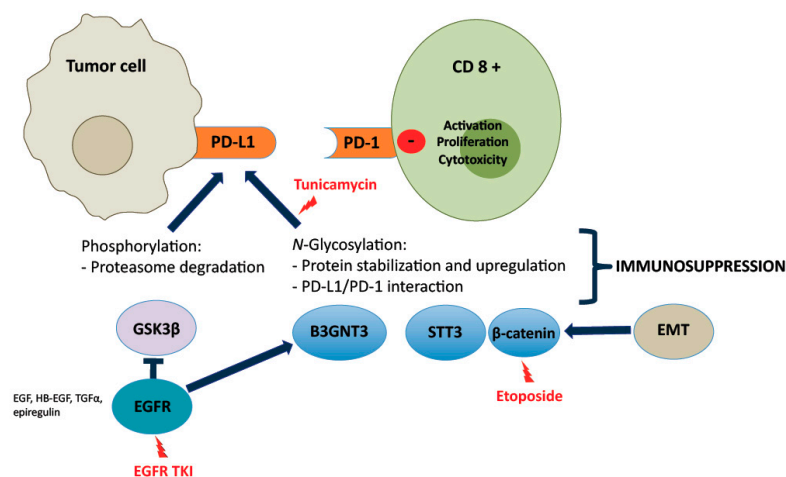 Tumor cell
CD 8 +
PD-L1
PD-1
-
Activation
Proliferation
Cytotoxicity
Tunicamycin
Phosphorylation:
- Proteasome degradation
N-Glycosylation:
- Protein stabilization and upregulation
- PD-L1/PD-1 interaction
IMMUNOSUPPRESSION
GSK3β
B3GNT3
STT3
β-catenin
EMT
EGF, HB-EGF, TGFα,
epiregulin
EGFR
Etoposide
EGFR TKI